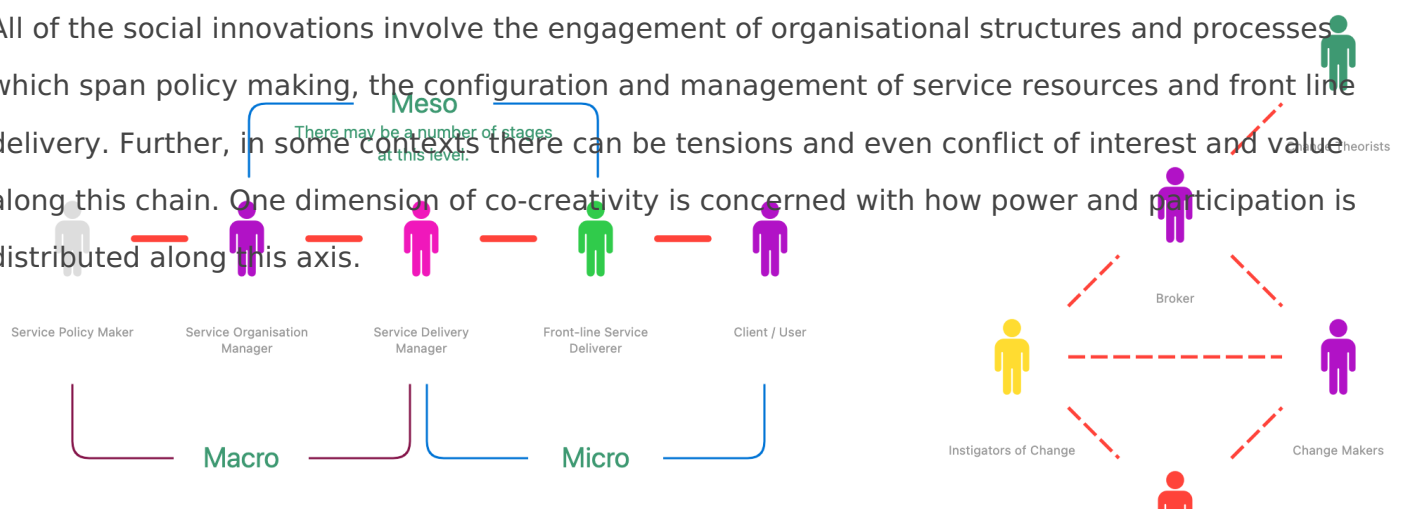 All of the social innovations involve the engagement of organisational structures and processes
which span policy making, the configuration and management of service resources and front line
delivery. Further, in some contexts there can be tensions and even conflict of interest and value
along this chain. One dimension of co-creativity is concerned with how power and participation is
distributed along this axis.
Meso
There may be a number of stages
at this level.
Service Policy Maker
Service Organisation
Manager
Service Delivery
Manager
Front-line Service
Deliverer
Client / User
Macro
Micro
Change Theorists
Broker
Instigators of Change
Change Makers